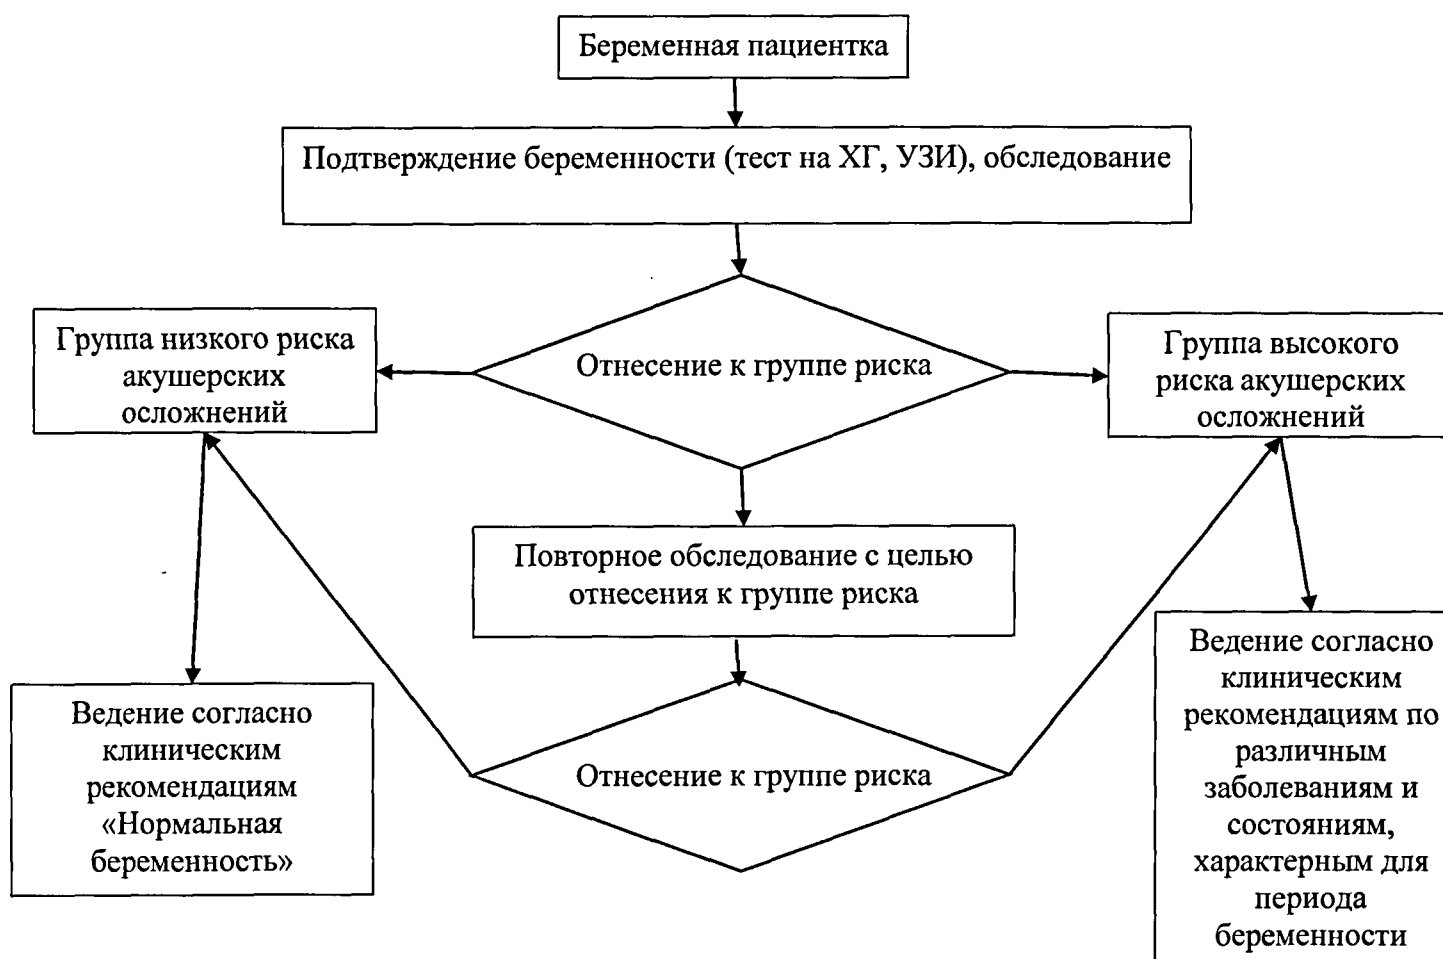 Беременная пациентка
Подтверждение беременности (тест на ХГ, УЗИ), обследование
Группа низкого риска
акушерских
осложнений
Отнесение к группе риска
Группа высокого
риска акушерских
осложнений
Повторное обследование с целью
отнесения к группе риска
Ведение согласно
клиническим
рекомендациям
«Нормальная
беременность»
Отнесение к группе риска
Ведение согласно
клиническим
рекомендациям по
различным
заболеваниям и
состояниям,
характерным для
периода
беременности